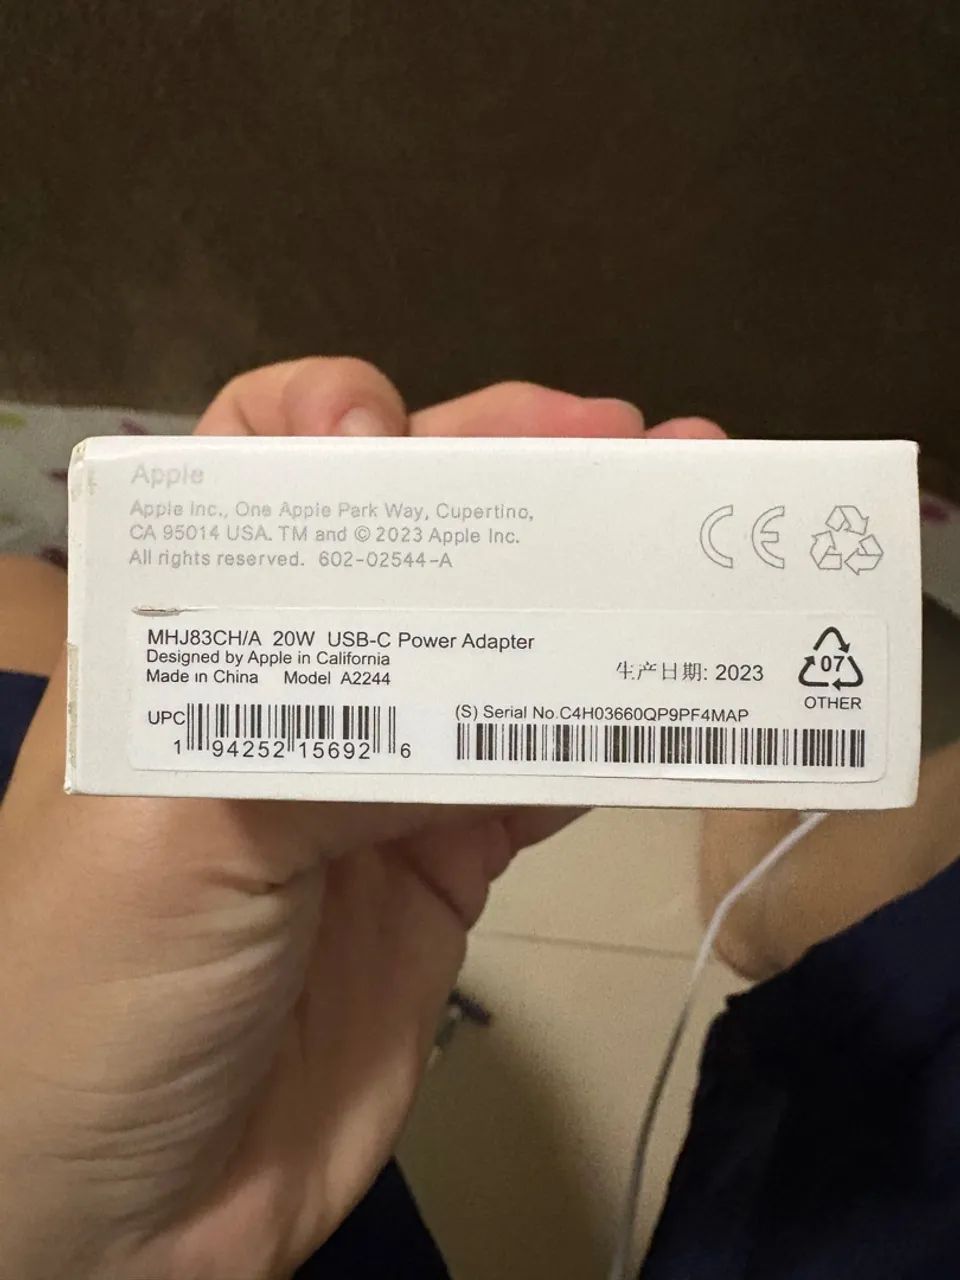 Apple
Apple Inc., One Apple Park Way, Cupertino,
CA 95014 USA. TM and © 2023 Apple Inc.
All rights reserved. 602-02544-A
CE
MHJ83CH/A 20W USB-C Power Adapter
Designed by Apple in California
Made in China Model A2244
生产日期: 2023
07
OTHER
UPC
1 94252 15692 6
(S) Serial No.C4H03660QP9PF4MAP